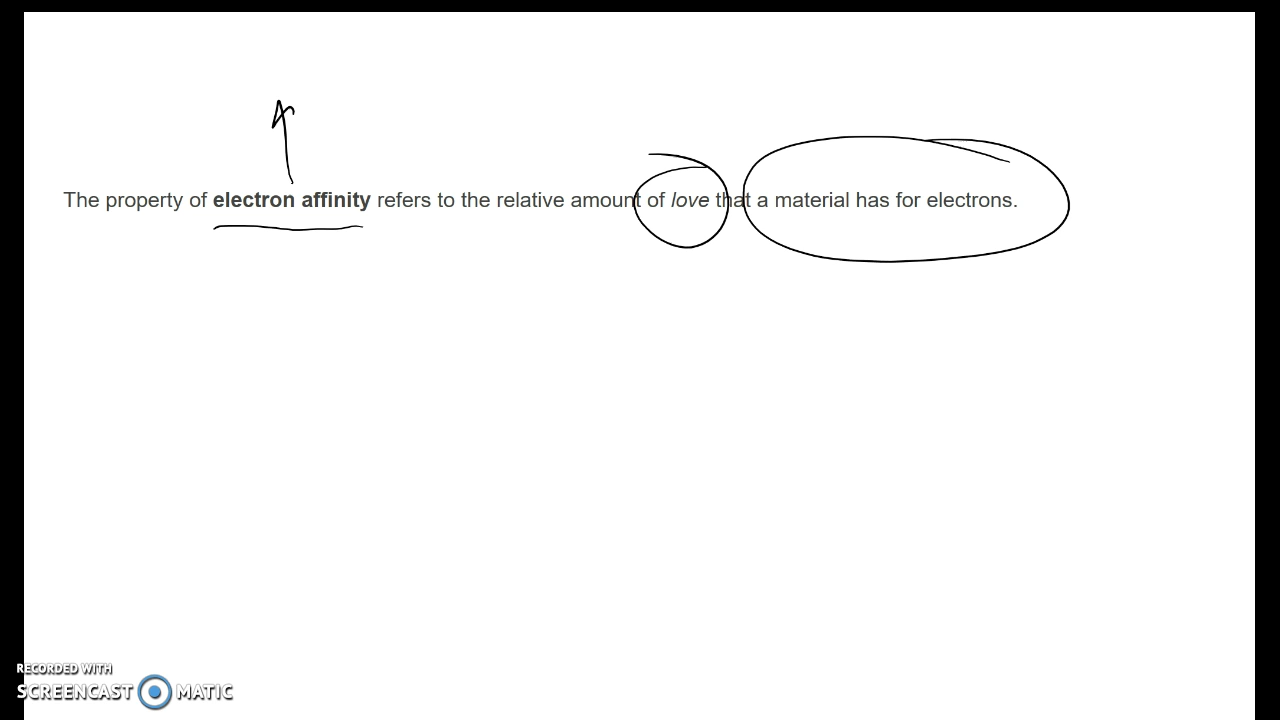 The property of electron affinity refers to the relative amount of love that a material has for electrons.
RECORDED WITH
SCREENCAST MATIC